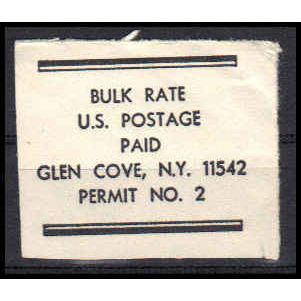 BULK RATE
U.S. POSTAGE
PAID
GLEN COVE, N.Y. 11542
PERMIT NO. 2